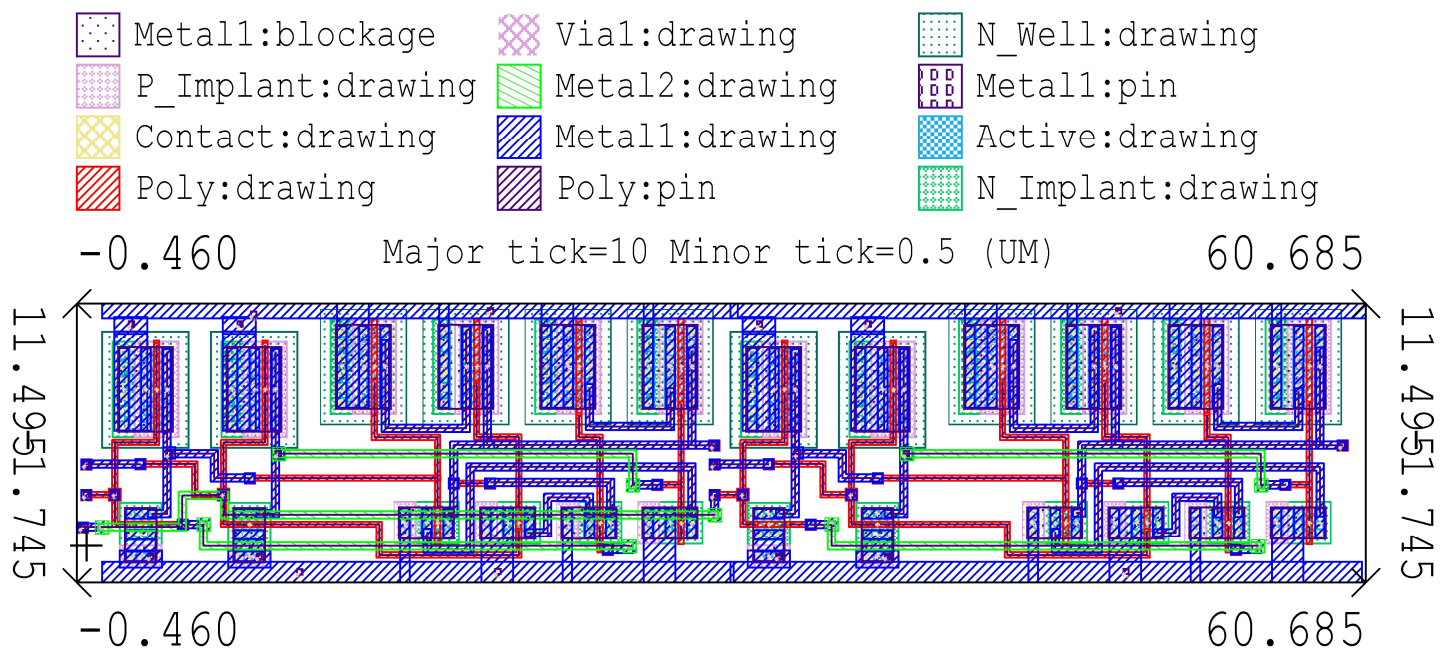 Metal1:blockage
Via1:drawing
N_Well:drawing
P_Implant:drawing
Metal2:drawing
Metal1:pin
Contact:drawing
Metal1:drawing
Active:drawing
Poly:drawing
Poly:pin
N_Implant:drawing
-0.460
Major tick=10 Minor tick=0.5 (UM)
60.685
11.495
-1.745
11.495
-1.745
-0.460
60.685